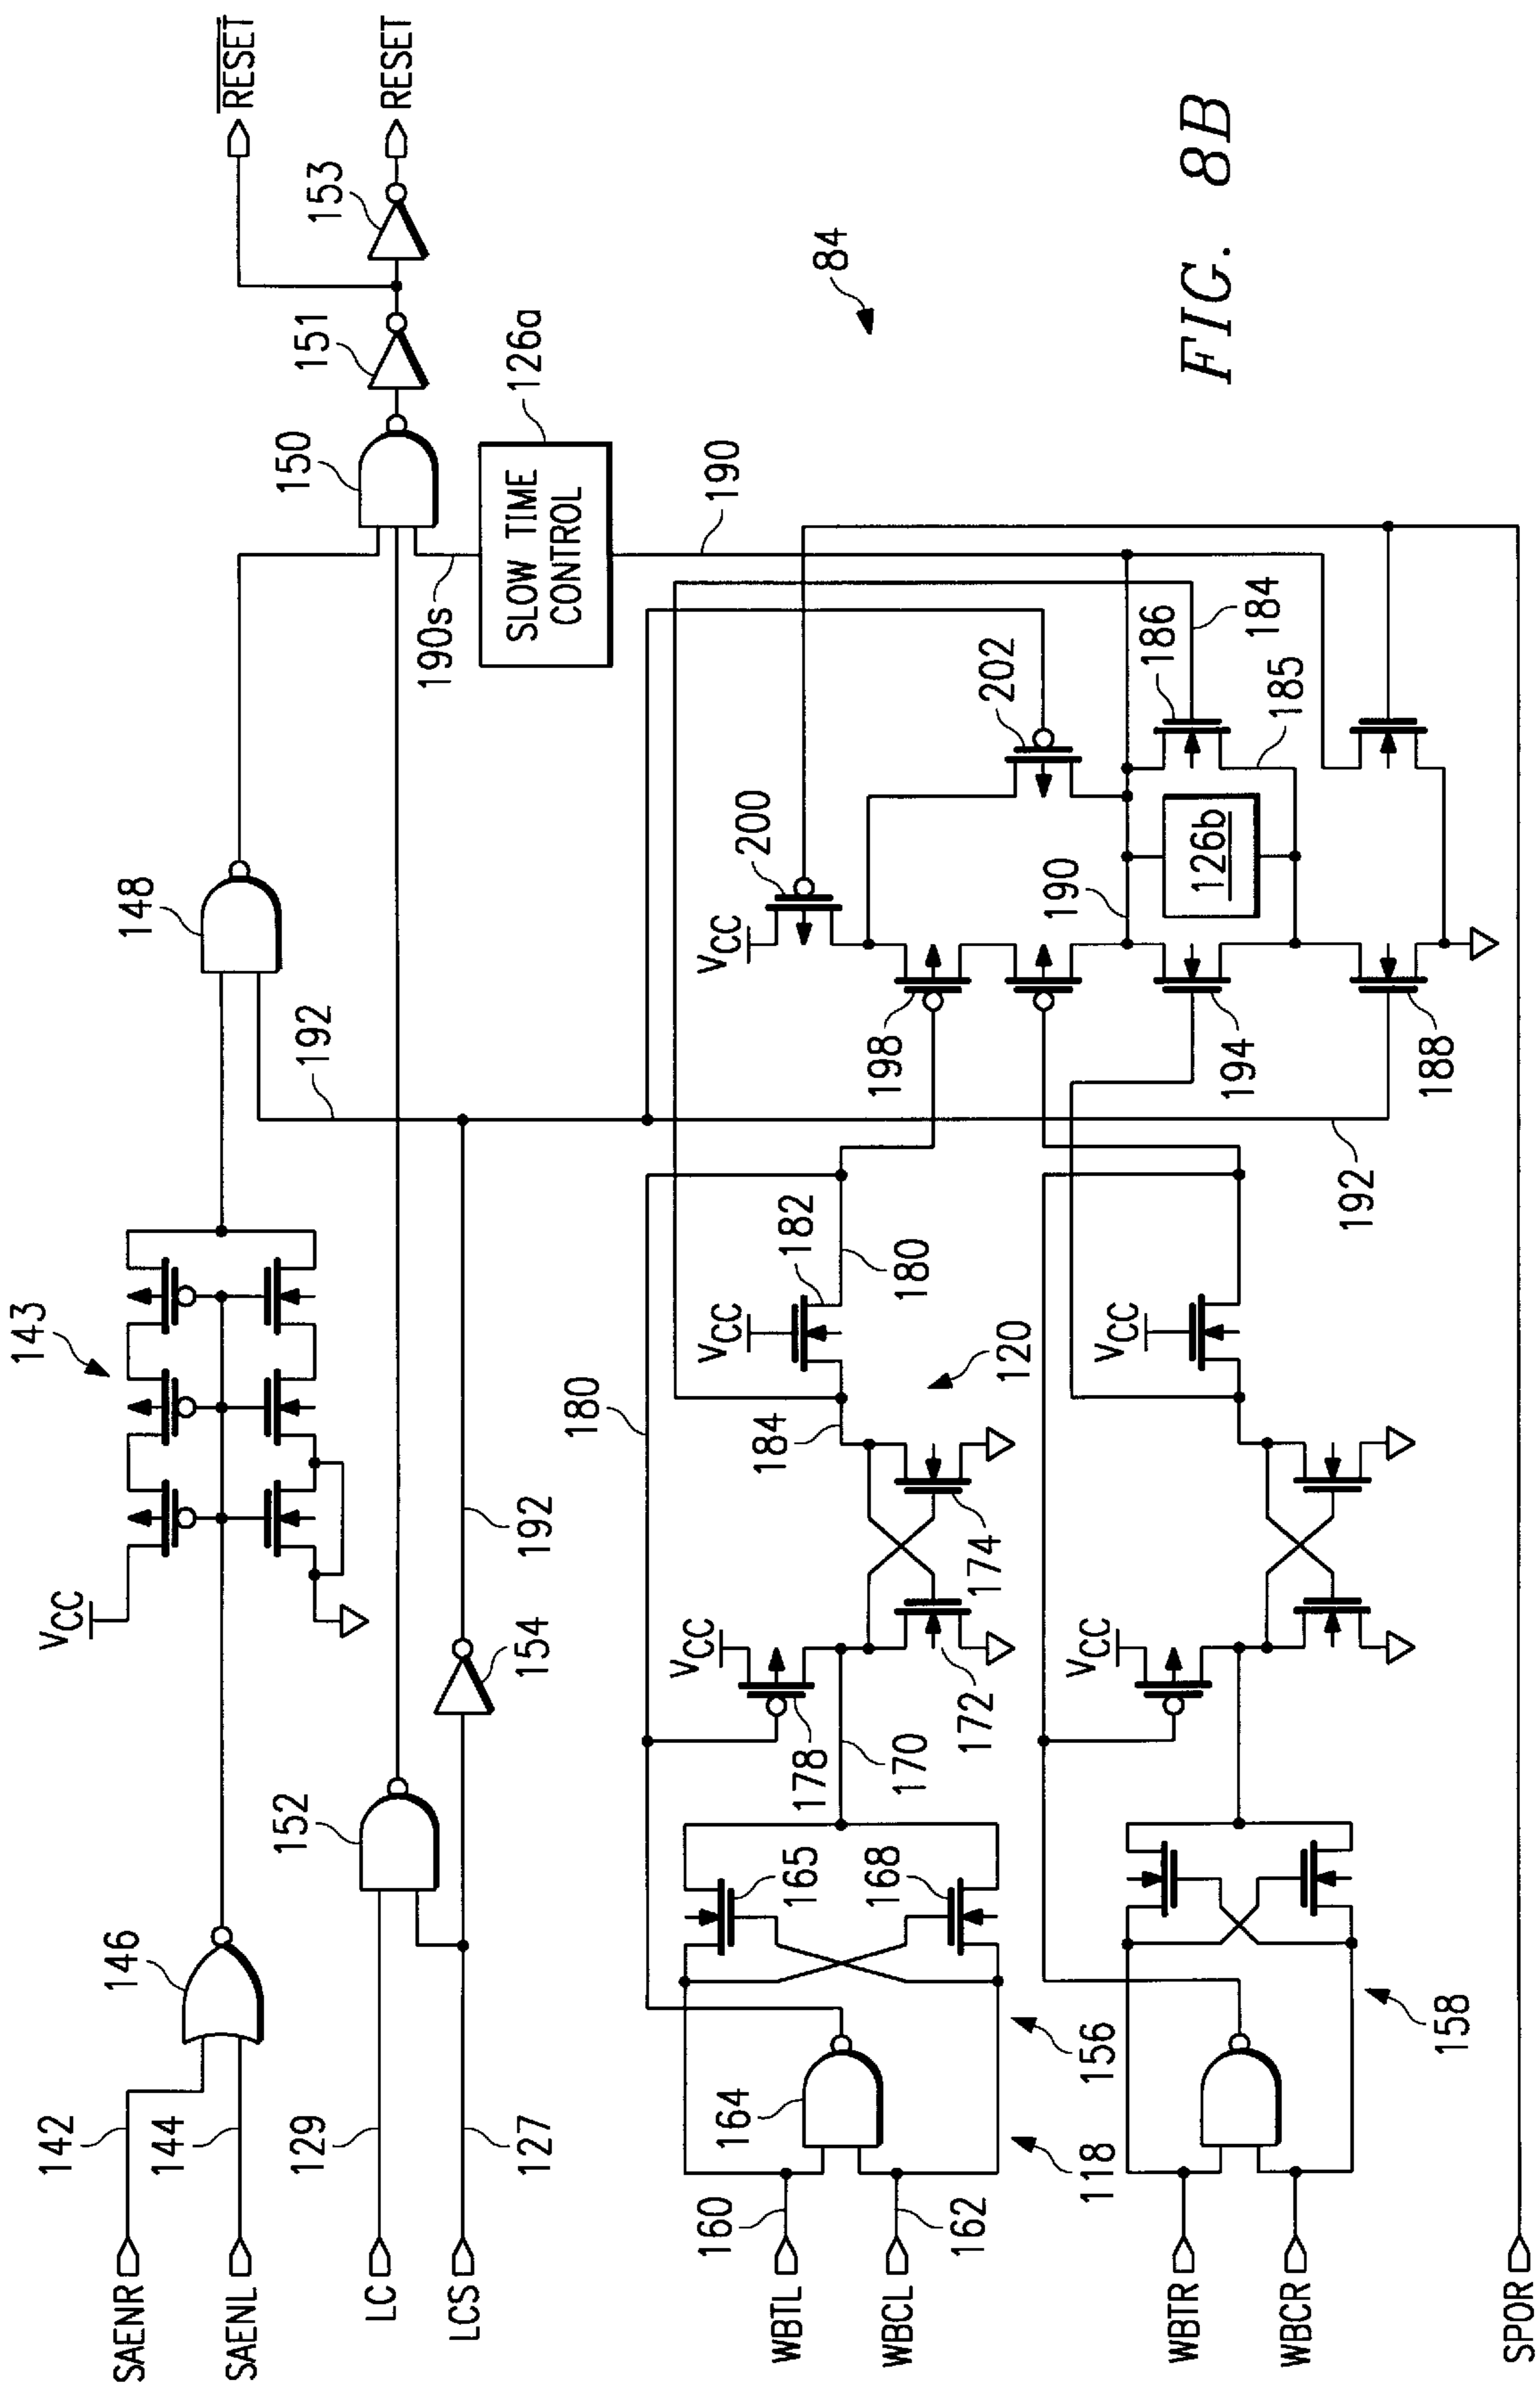 SAENR
142
SAENL
144
146
143
VCC
148
192
RESET
RESET
153
151
150
LC
129
LCS
127
152
154
192
190s
SLOW TIME
CONTROL
126a
190
84
WBTL
160
WBCL
162
164
118
156
165
168
170
178
VCC
172
174
180
184
120
VCC
182
180
198
VCC
200
202
190
126b
186
184
185
194
188
192
WBTR
WBCR
158
VCC
VCC
SPOR
FIG. 8B